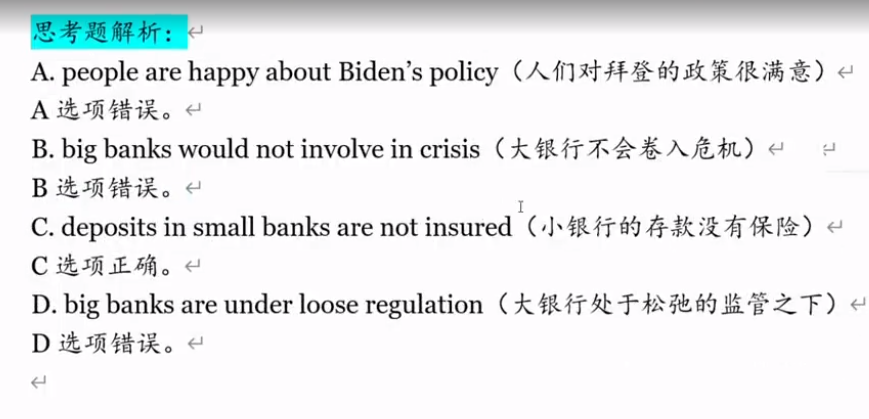 思考题解析：
A. people are happy about Biden’s policy（人们对拜登的政策很满意）
A 选项错误。
B. big banks would not involve in crisis（大银行不会卷入危机）
B 选项错误。
C. deposits in small banks are not insured（小银行的存款没有保险）
C 选项正确。
D. big banks are under loose regulation（大银行处于松弛的监管之下）
D 选项错误。